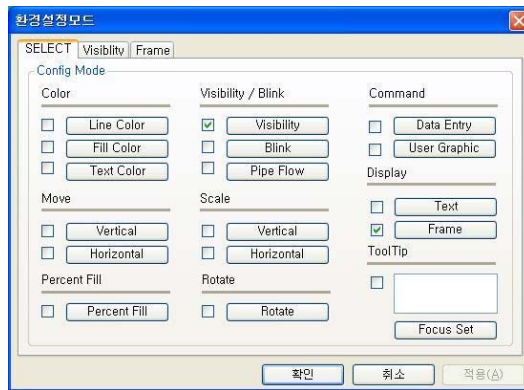 환경설정모드
SELECT Visiblity Frame
Config Mode
Color Visibility / Blink Command
Line Color Visibility Data Entry
Fill Color Blink User Graphic
Text Color Pipe Flow
Display
Move Scale
Text
Vertical Vertical Frame
Horizontal Horizontal
ToolTip
Percent Fill Rotate
Percent Fill Rotate
Focus Set
확인 취소 적용(A)